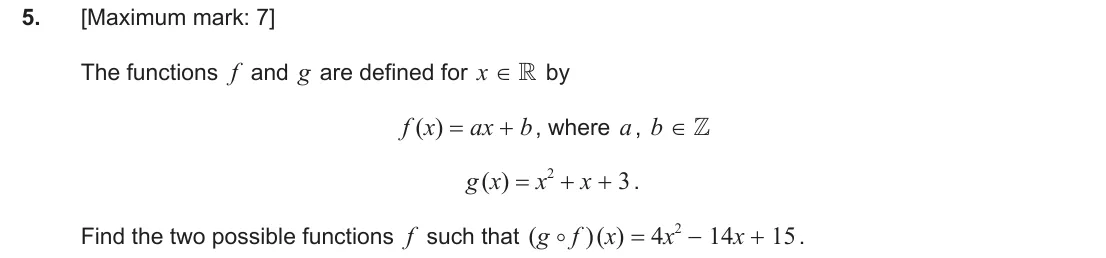 5. [Maximum mark: 7]
The functions f and g are defined for x ∈ ℝ by
f(x) = ax + b, where a, b ∈ ℤ
g(x) = x² + x + 3.
Find the two possible functions f such that (g ∘ f)(x) = 4x² − 14x + 15.